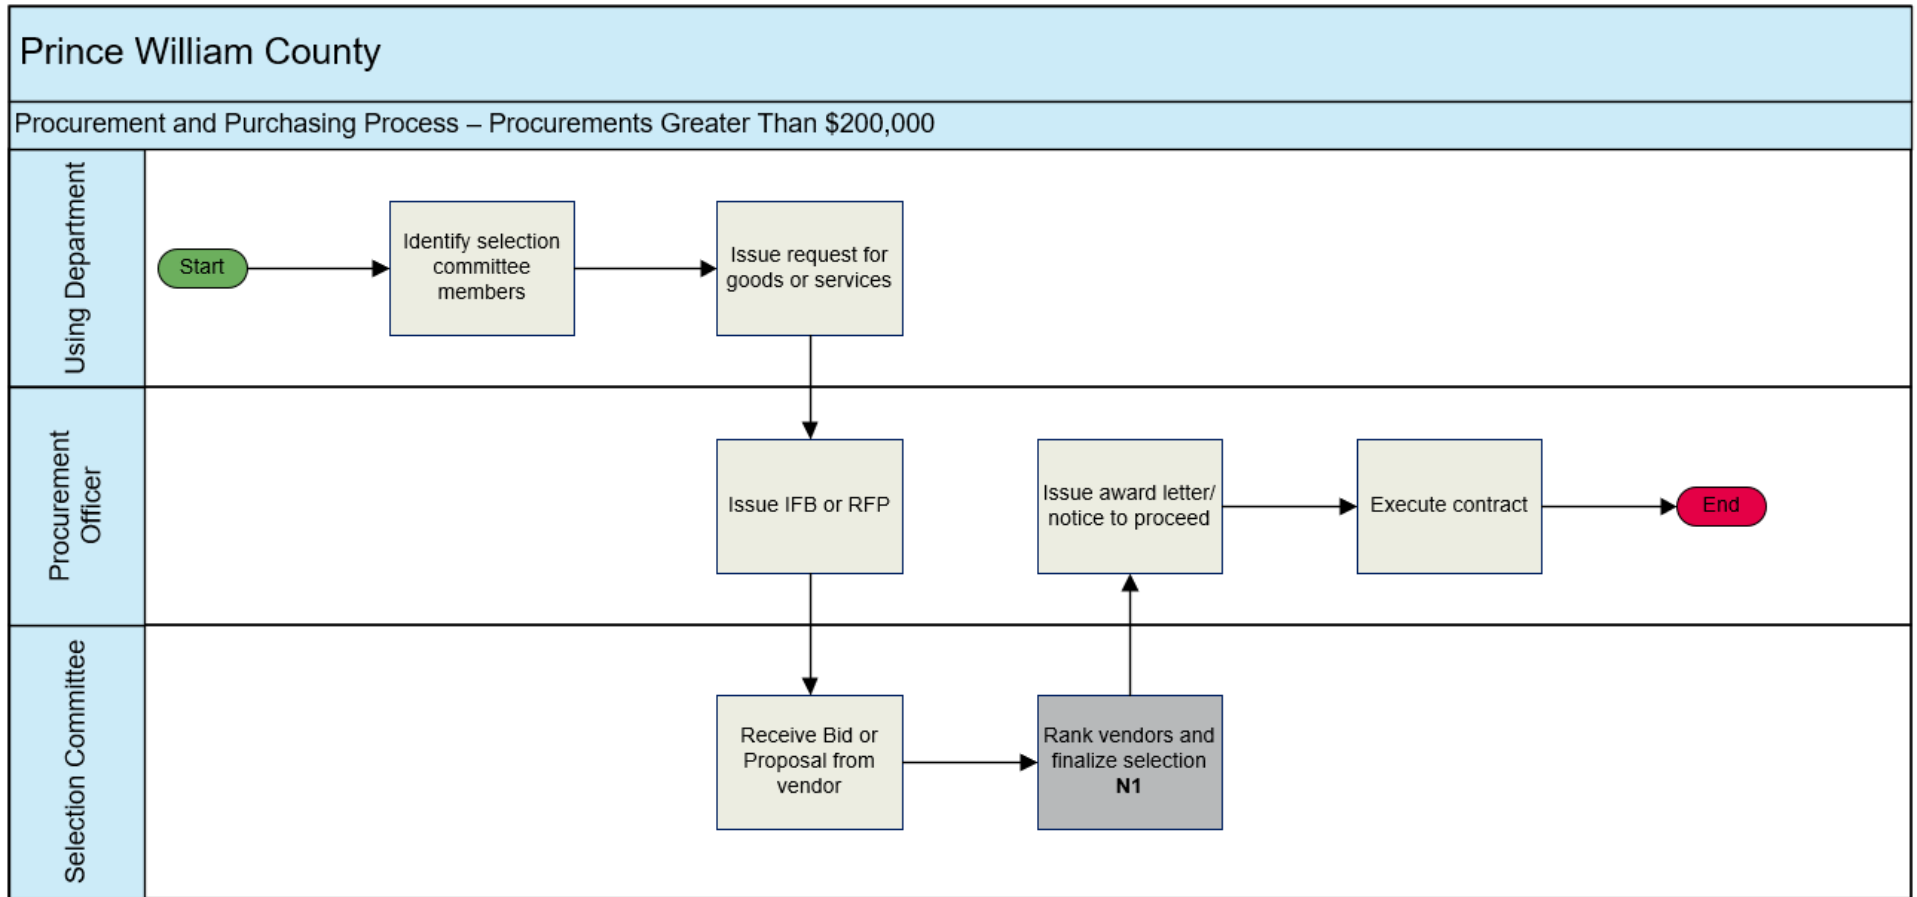 Prince William County
Procurement and Purchasing Process – Procurements Greater Than $200,000
Using Department
Start
Identify selection
committee
members
Issue request for
goods or services
Procurement
Officer
Issue IFB or RFP
Issue award letter/
notice to proceed
Execute contract
End
Selection Committee
Receive Bid or
Proposal from
vendor
Rank vendors and
finalize selection
N1